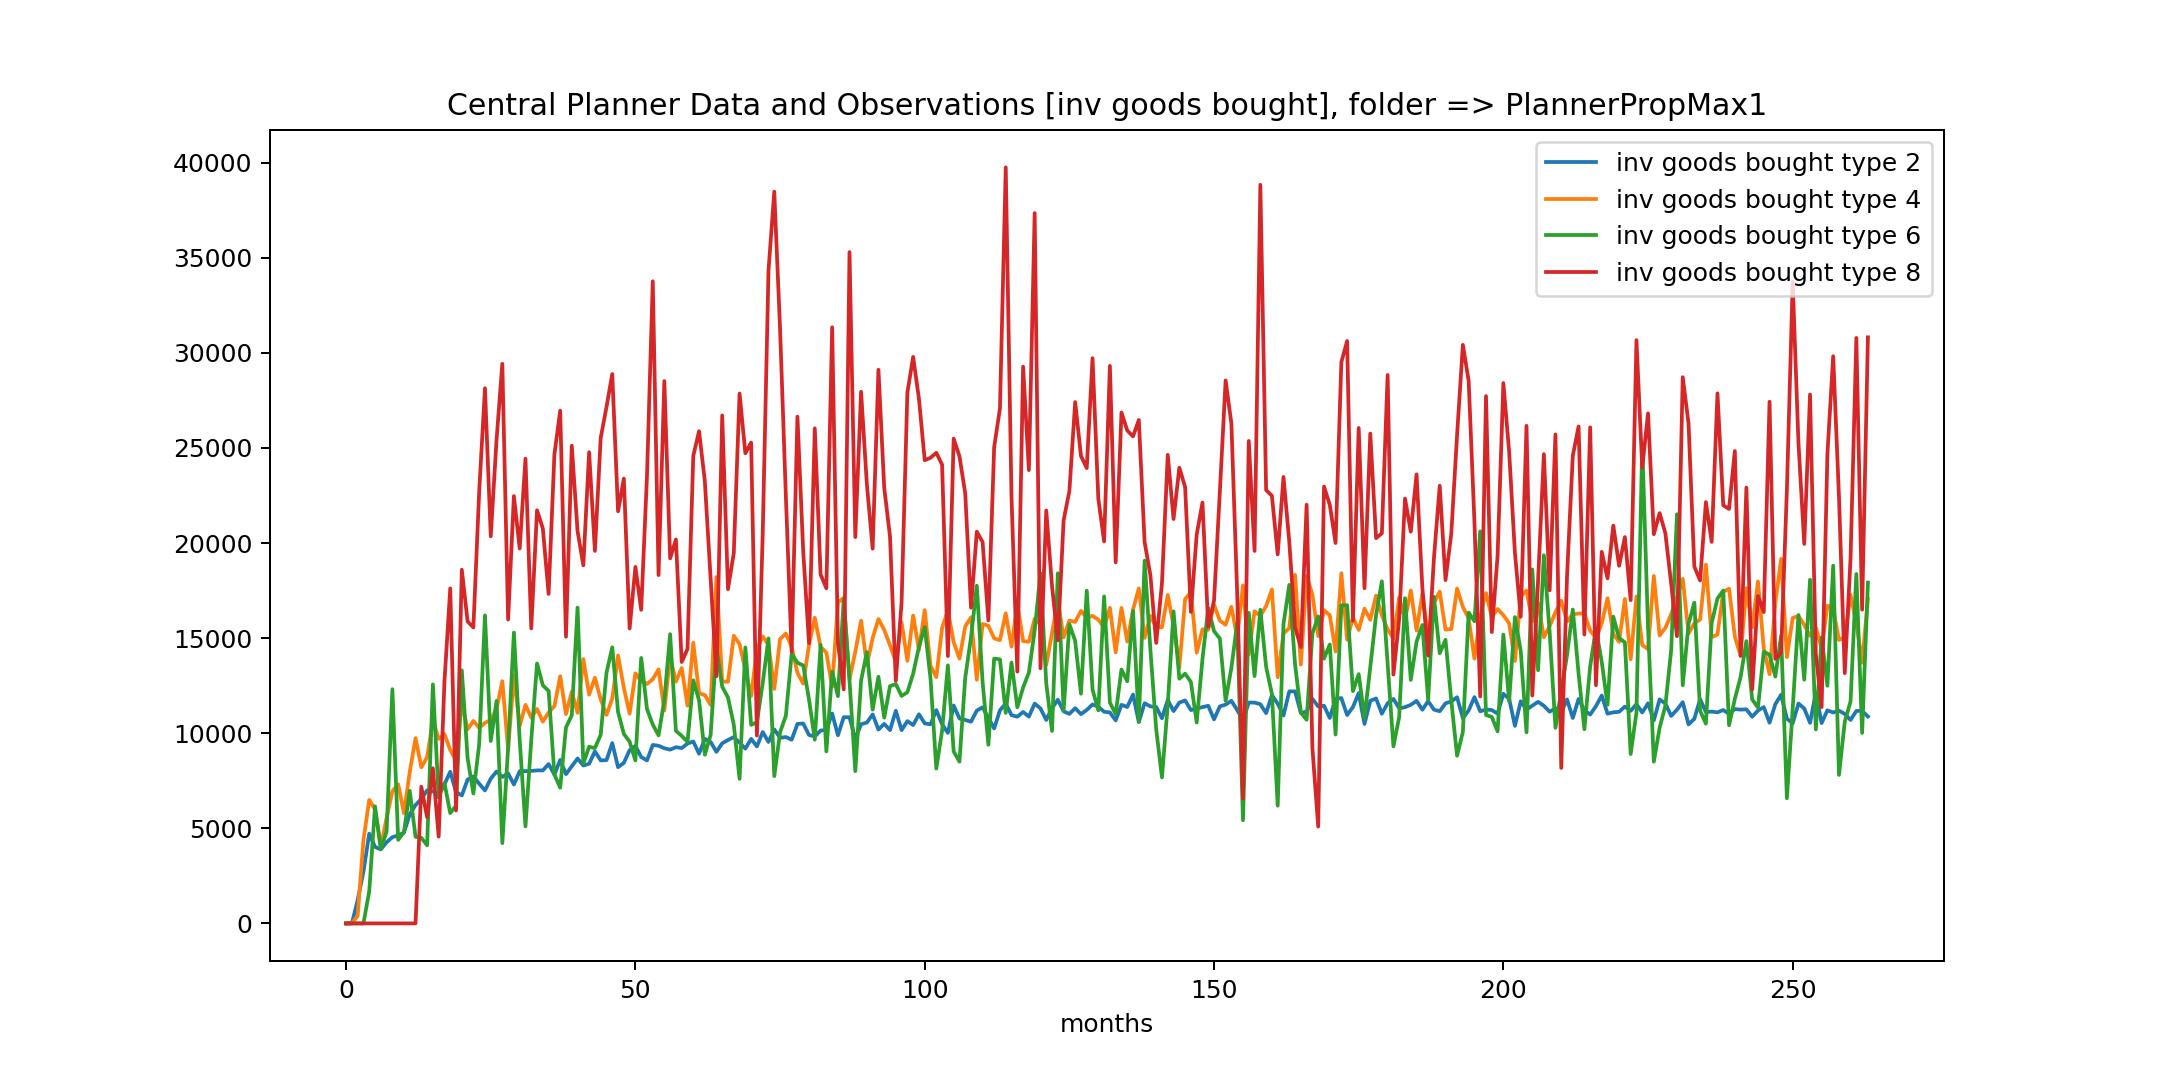 Central Planner Data and Observations [inv goods bought], folder => PlannerPropMax1
40000
35000
30000
25000
20000
15000
10000
5000
0
inv goods bought type 2
inv goods bought type 4
inv goods bought type 6
inv goods bought type 8
0 50 100 150 200 250
months